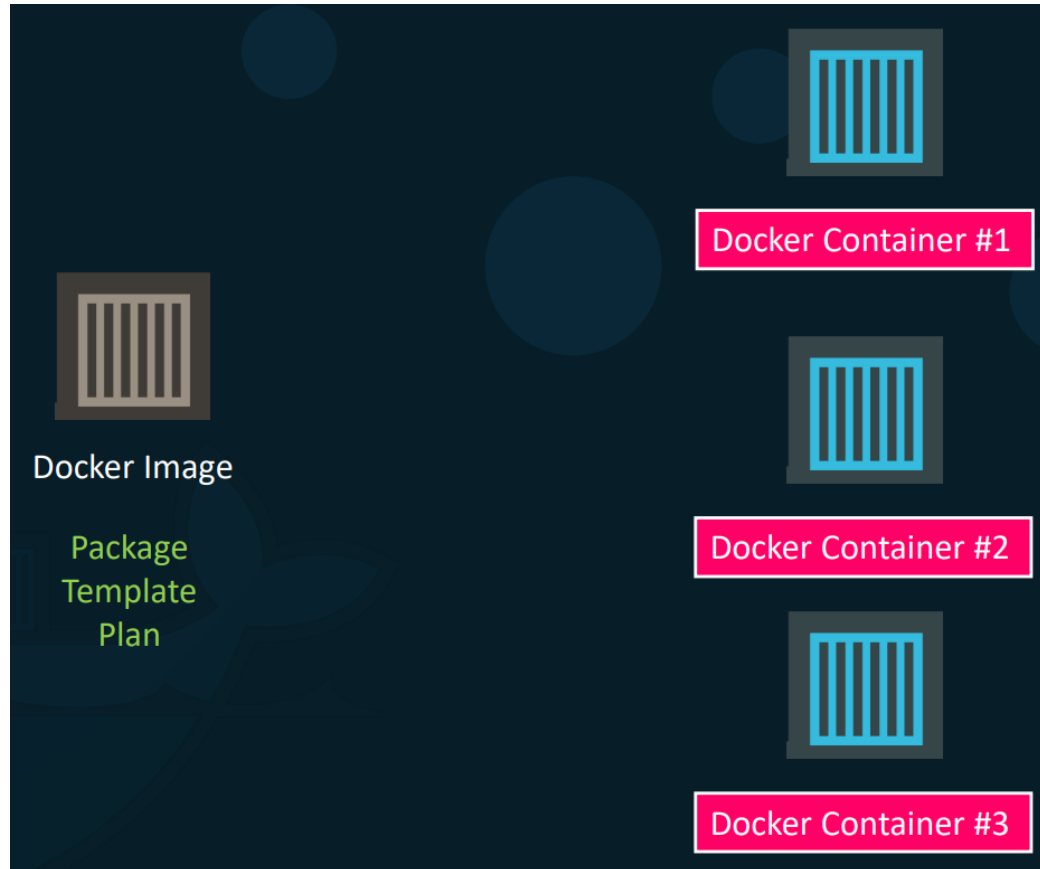 Docker Image
Package
Template
Plan
Docker Container #1
Docker Container #2
Docker Container #3